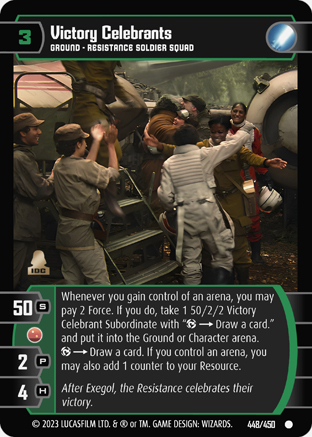 3
Victory Celebrants
GROUND - RESISTANCE SOLDIER SQUAD
IDC
50 S
Whenever you gain control of an arena, you may
pay 2 Force. If you do, take 1 50/2/2 Victory
Celebrant Subordinate with “ → Draw a card.”
and put it into the Ground or Character arena.
→ Draw a card. If you control an arena, you
may also add 1 counter to your Resource.
2 P
4 H
After Exegol, the Resistance celebrates their
victory.
© 2023 LUCASFILM LTD. & ® or TM. GAME DESIGN: WIZARDS. 448/450